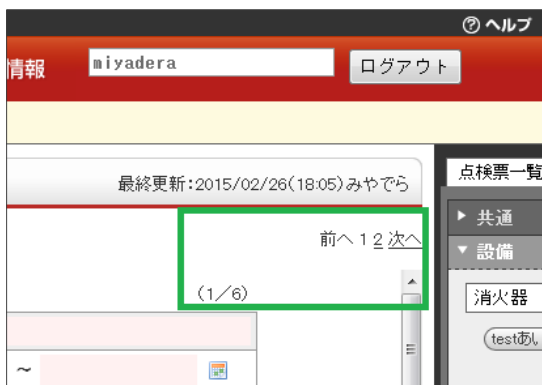 ヘルプ
情報 miyadera ログアウト
最終更新:2015/02/26(18:05)みやでら
点検票一覧
共通
前へ 1 2 次へ
設備
(1/6)
消火器
～